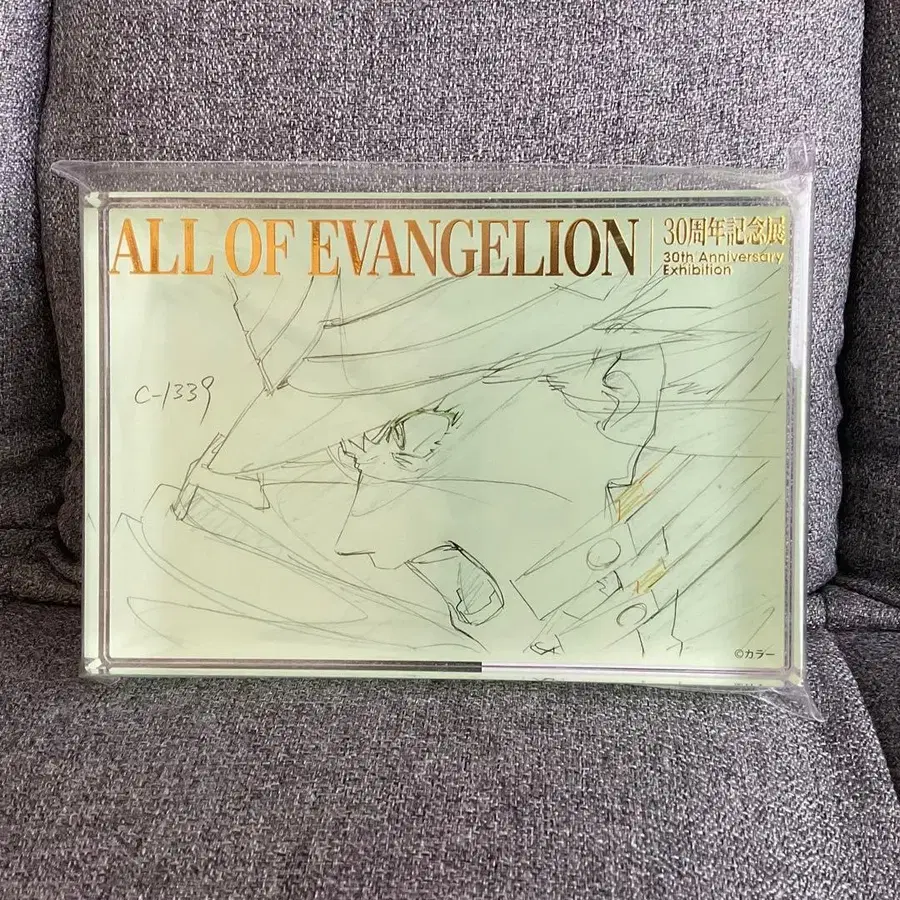 ALL OF EVANGELION
30周年記念展
30th Anniversary
Exhibition
C-1339
©カラー